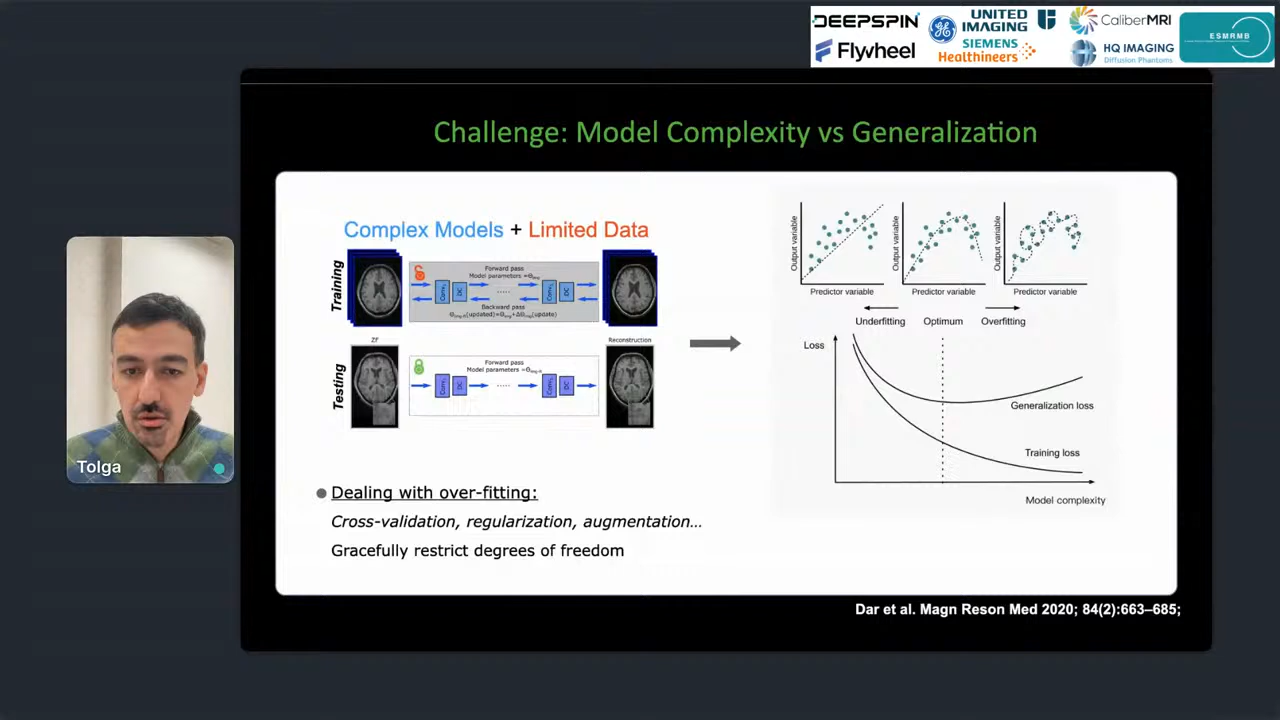 DEEPSPIN
UNITED
IMAGING
CaliberMRI
Flywheel
SIEMENS
Healthineers
HQ IMAGING
Diffusion Phantoms
ESMRMB
Challenge: Model Complexity vs Generalization
Complex Models + Limited Data
Training
Forward pass
Backward pass
ZF
Reconstruction
Testing
Forward pass
Conv.
DC
.....
Conv.
DC
Output variable
Output variable
Output variable
Predictor variable
Predictor variable
Predictor variable
Underfitting
Optimum
Overfitting
Loss
Generalization loss
Training loss
Model complexity
Tolga
Dealing with over-fitting:
Cross-validation, regularization, augmentation...
Gracefully restrict degrees of freedom
Dar et al. Magn Reson Med 2020; 84(2):663–685;